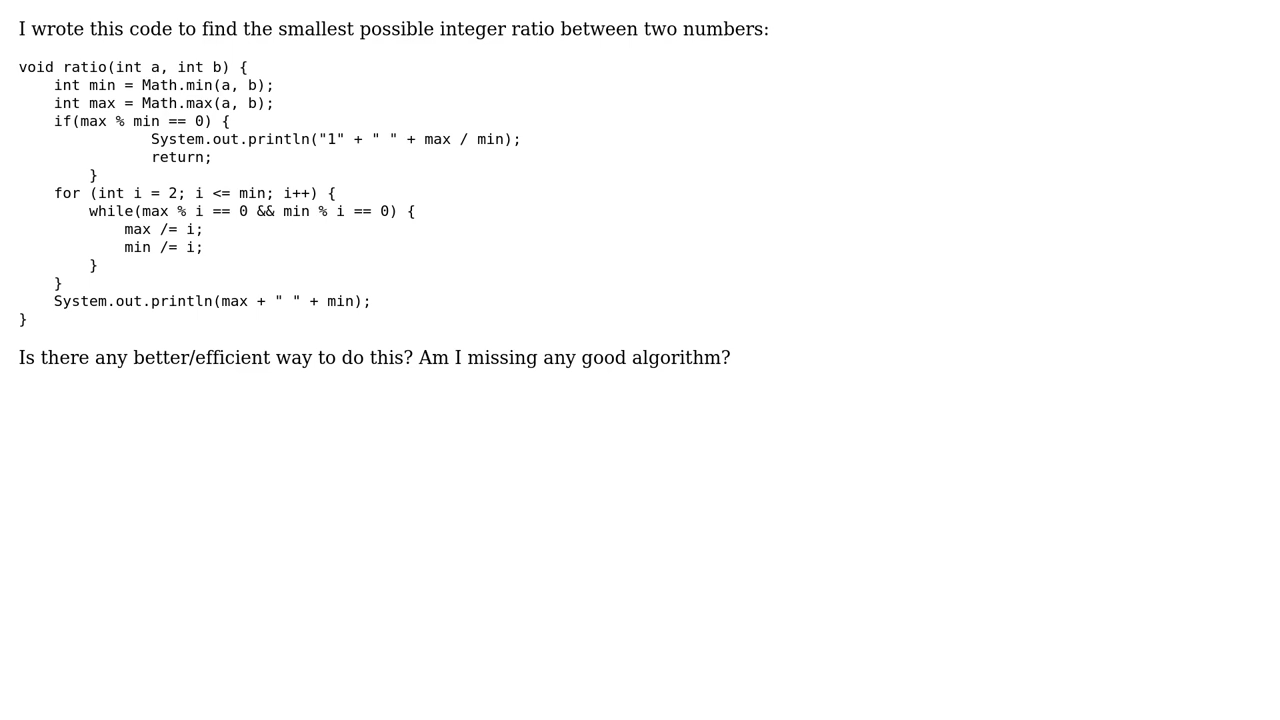 I wrote this code to find the smallest possible integer ratio between two numbers:
void ratio(int a, int b) {
    int min = Math.min(a, b);
    int max = Math.max(a, b);
    if(max % min == 0) {
               System.out.println("1" + " " + max / min);
               return;
        }
    for (int i = 2; i <= min; i++) {
        while(max % i == 0 && min % i == 0) {
            max /= i;
            min /= i;
        }
    }
    System.out.println(max + " " + min);
}
Is there any better/efficient way to do this? Am I missing any good algorithm?